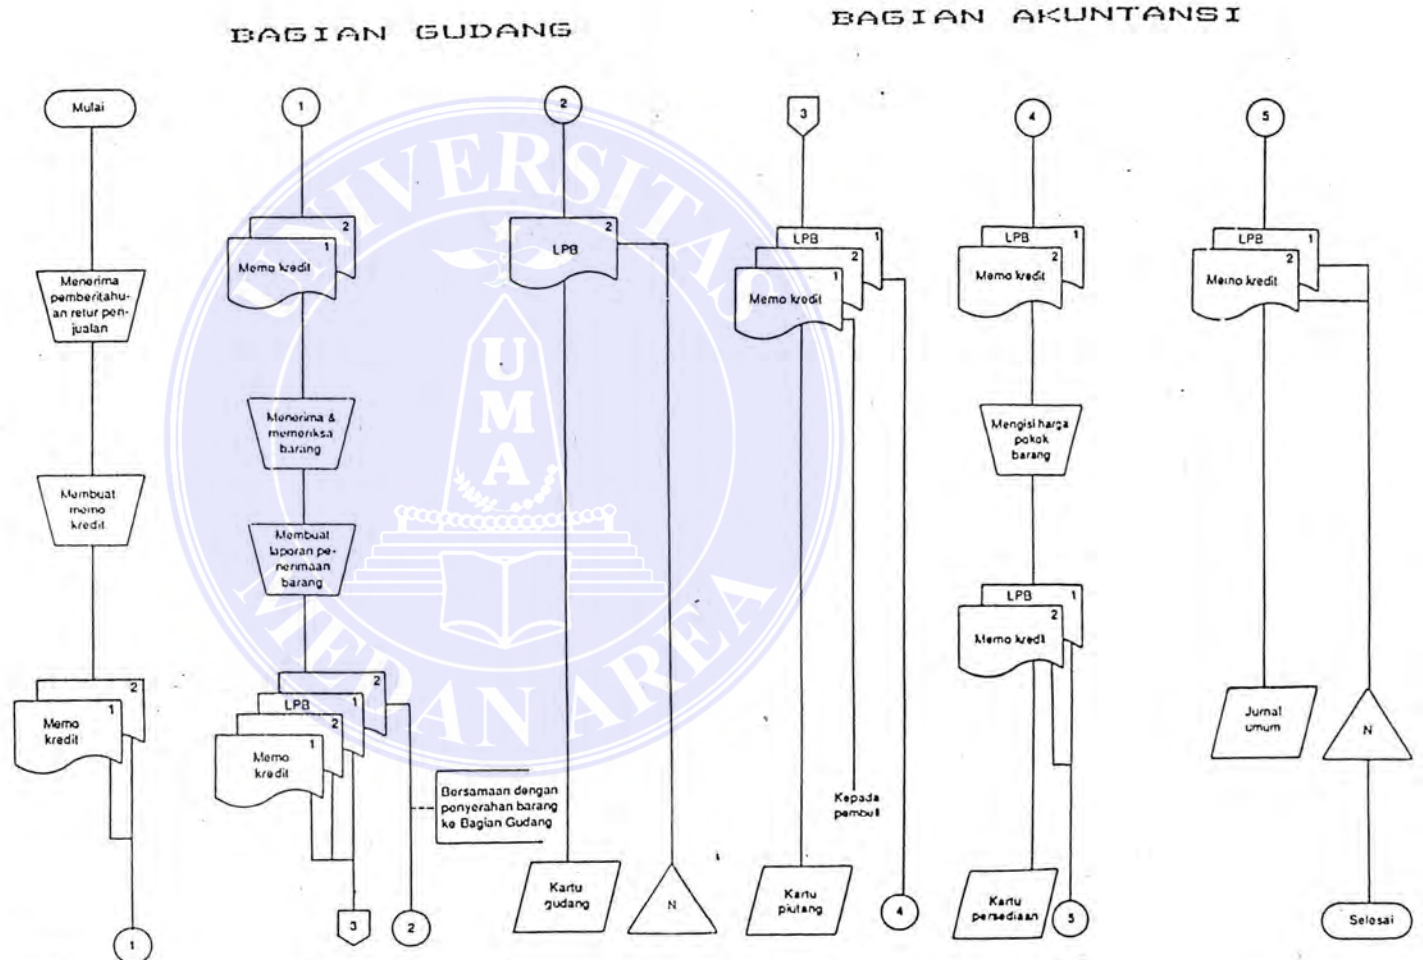 BAGIAN GUDANG
BAGIAN AKUNTANSI
Mulai
Menerima
pemberitahu-
an retur pen-
jualan
Membuat
memo
kredit
2
1
Memo
kredit
1
1
2
1
Memo kredit
Menerima &
memeriksa
barang
Membuat
laporan pe-
nerimaan
barang
2
LPB 1
2
1
Memo
kredit
3
2
Bersamaan dengan
penyerahan barang
ke Bagian Gudang
2
2
LPB
Kartu
gudang
N
3
LPB 1
2
1
Memo kredit
Kepada
pembeli
Kartu
piutang
4
4
LPB 1
2
Memo kredit
Mengisi harga
pokok
barang
LPB 1
2
Memo kredit
Kartu
persediaan
5
5
LPB 1
2
Memo kredit
Jurnal
umum
N
Selesai
UNIVERSITAS
MEDAN AREA
U
M
A